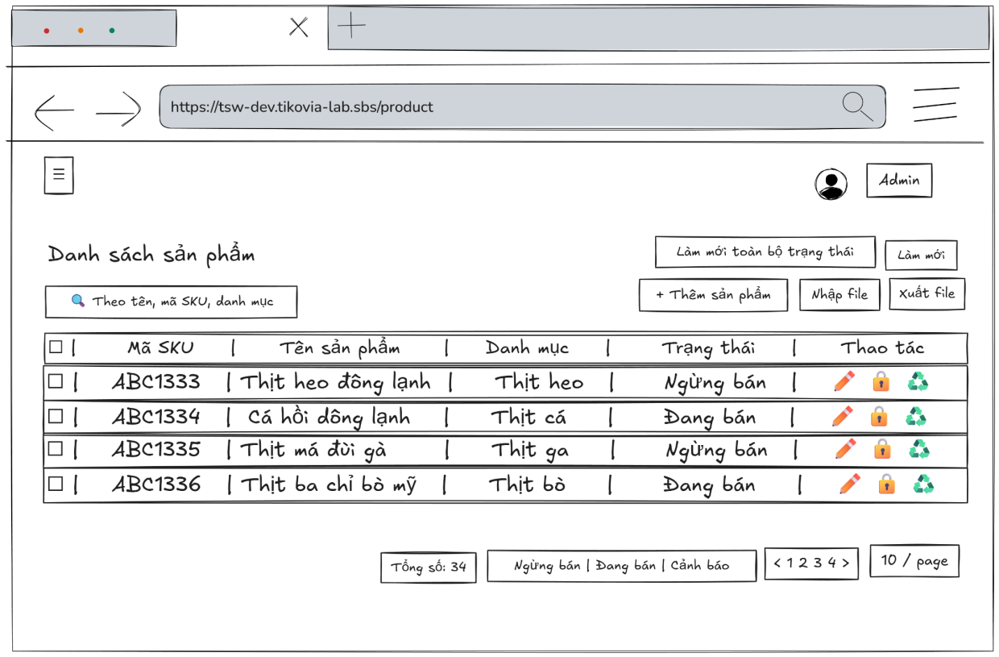 https://tsw-dev.tikovia-lab.sbs/product
Admin
Danh sách sản phẩm
Làm mới toàn bộ trạng thái
Làm mới
Theo tên, mã SKU, danh mục
+ Thêm sản phẩm
Nhập file
Xuất file
| Mã SKU | Tên sản phẩm | Danh mục | Trạng thái | Thao tác
| ABC1333 | Thịt heo đông lạnh | Thịt heo | Ngừng bán |
| ABC1334 | Cá hồi dông lạnh | Thịt cá | Đang bán |
| ABC1335 | Thịt má đùi gà | Thịt ga | Ngừng bán |
| ABC1336 | Thịt ba chỉ bò mỹ | Thịt bò | Đang bán |
Tổng số: 34
Ngừng bán | Đang bán | Cảnh báo
< 1 2 3 4 >
10 / page